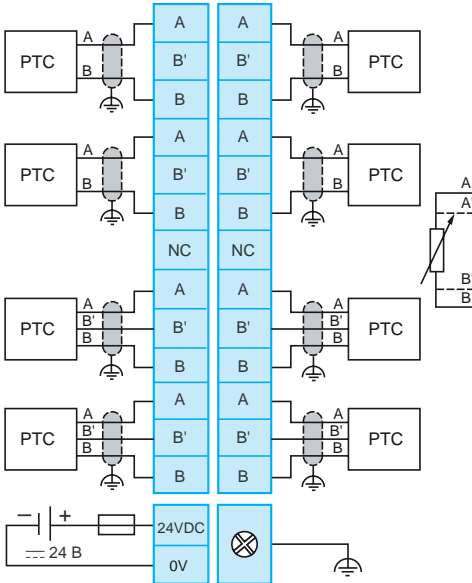 A A
A A
PTC B' B' PTC
B B
B B
A A
A A
PTC B' B' PTC
B B
B B
A
A'
NC NC
B'
B
A A
A A
PTC B' B' B' B' PTC
B B
B B
A A
A A
PTC B' B' B' B' PTC
B B
B B
− + 24VDC
24 В
0V